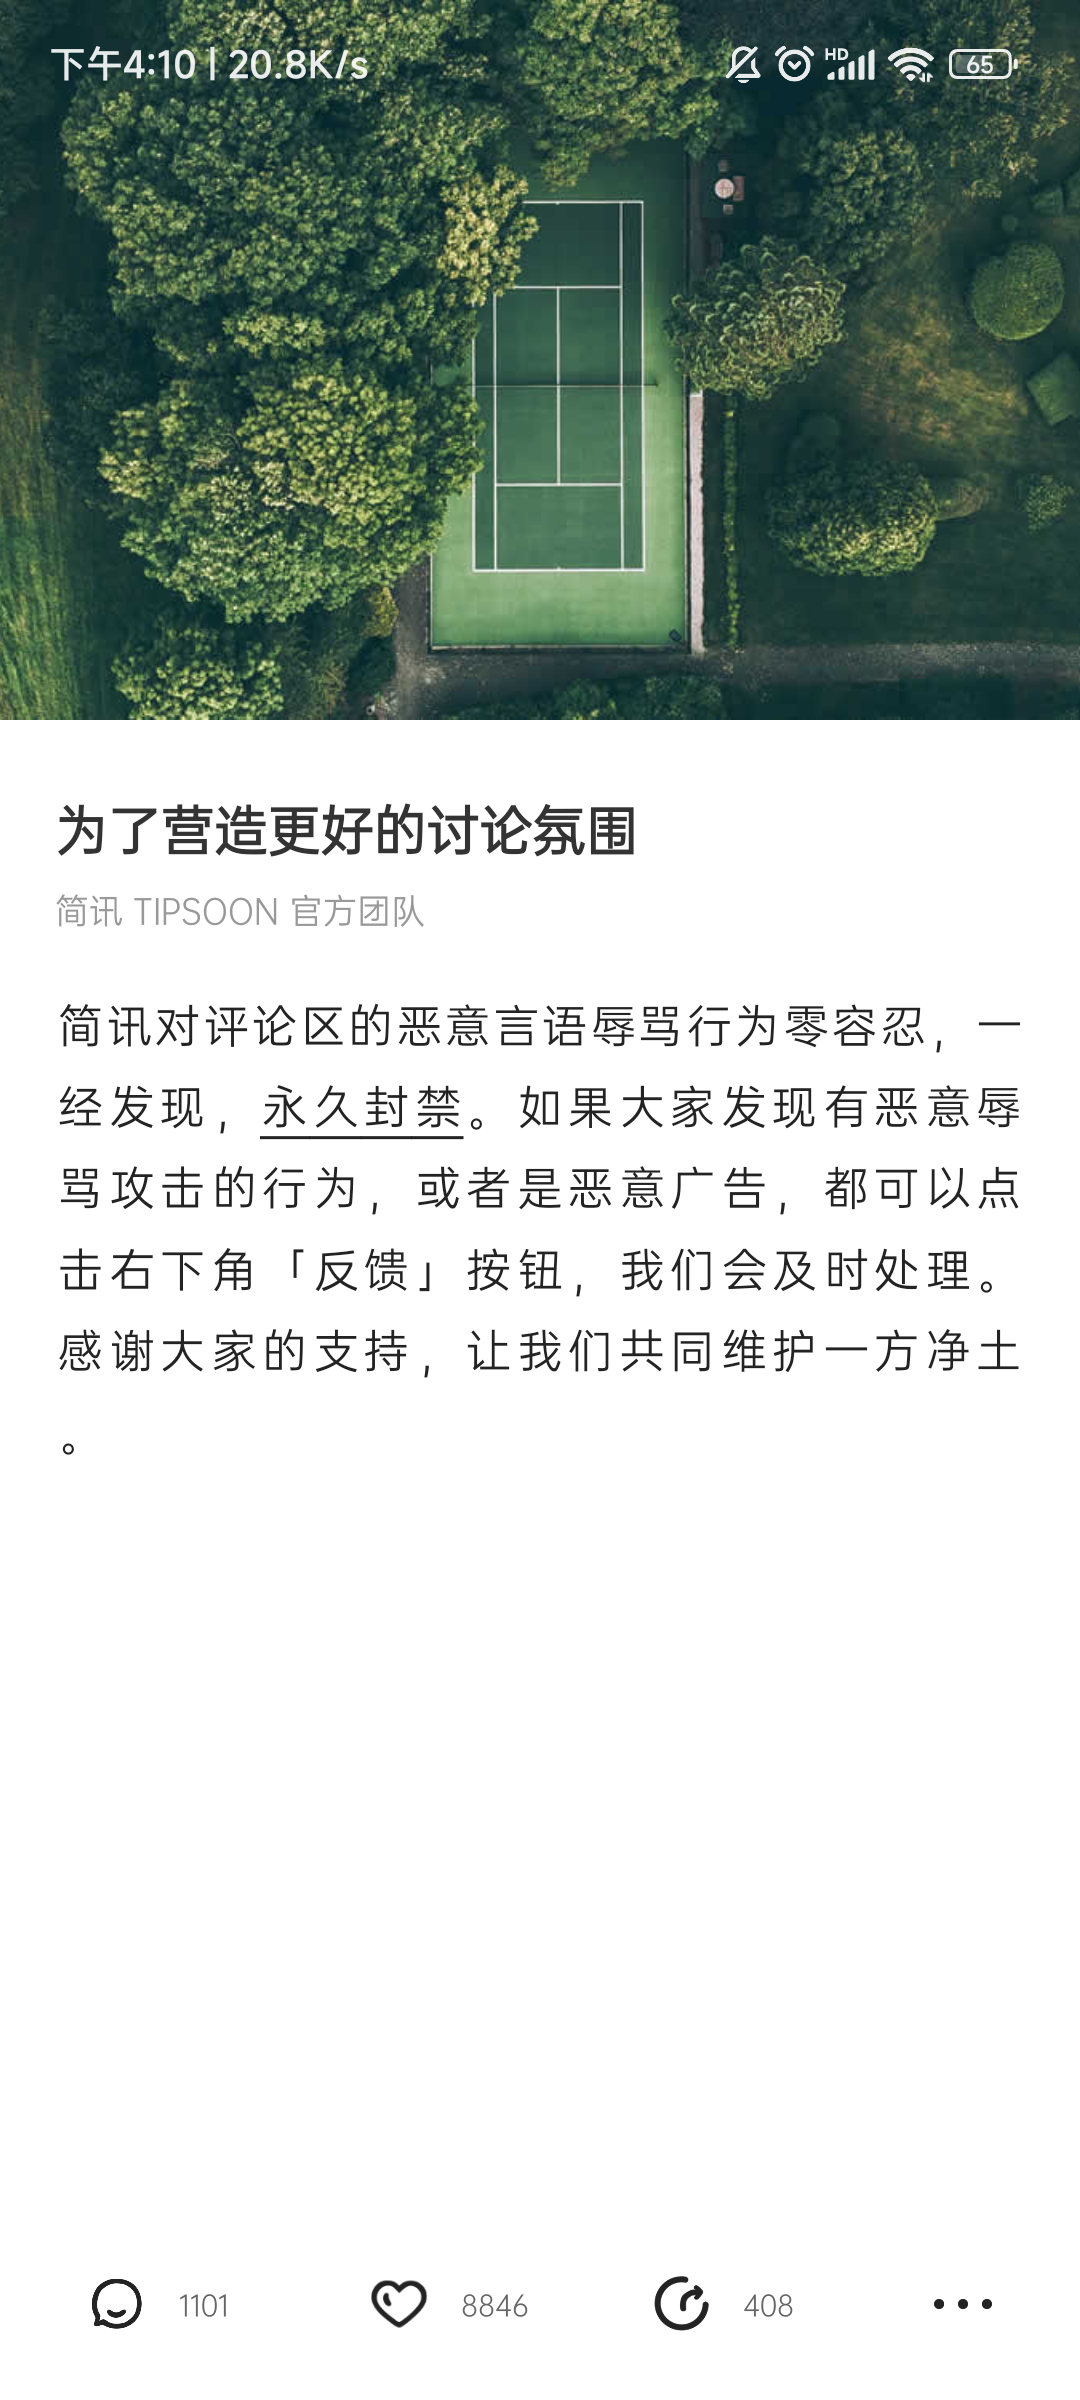 下午4:10 | 20.8K/s
HD
65
为了营造更好的讨论氛围
简讯 TIPSOON 官方团队
简讯对评论区的恶意言语辱骂行为零容忍，一
经发现，永久封禁。如果大家发现有恶意辱
骂攻击的行为，或者是恶意广告，都可以点
击右下角「反馈」按钮，我们会及时处理。
感谢大家的支持，让我们共同维护一方净土
。
1101
8846
408